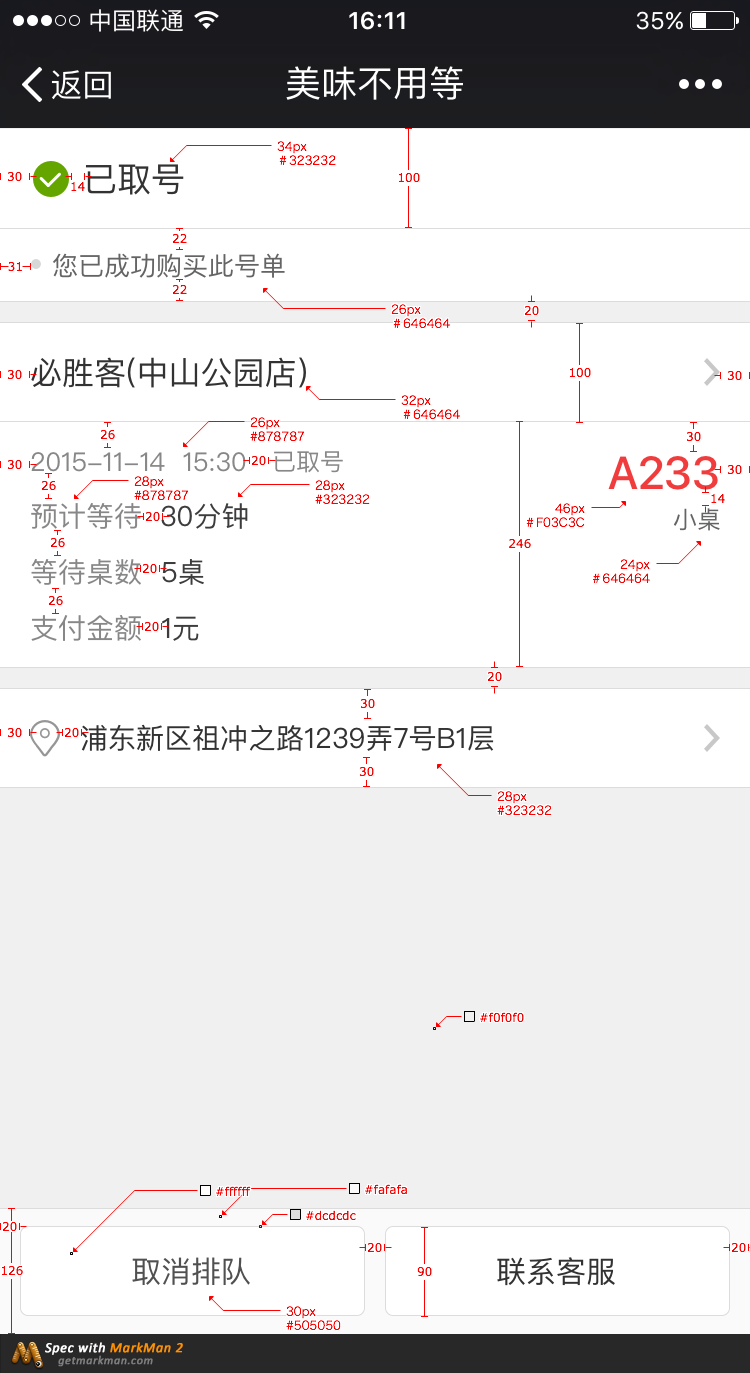 中国联通 16:11 35%
返回 美味不用等 •••
34px
#323232
30 14 已取号 100
22
31 您已成功购买此号单
22
26px
#646464
20
30 必胜客(中山公园店) 100 30
32px
#646464
26 26px
#878787
30
30 2015-11-14 15:30 20 已取号 A233 30
26 28px
#878787
28px
#323232
14
预计等待 20 30分钟 46px
#F03C3C
小桌
26 246
等待桌数 20 5桌 24px
#646464
26
支付金额 20 1元
20
30
30 20 浦东新区祖冲之路1239弄7号B1层
30
28px
#323232
#f0f0f0
#ffffff #fafafa
#dcdcdc
20 20 20
126 取消排队 90 联系客服
30px
#505050
Spec with MarkMan 2
getmarkman.com